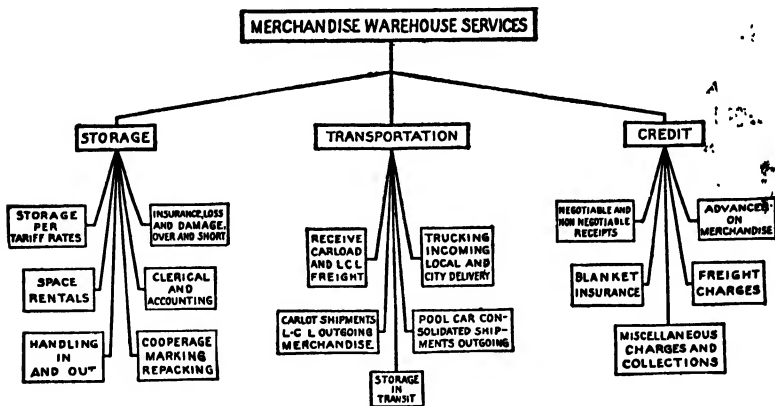 MERCHANDISE WAREHOUSE SERVICES
STORAGE
TRANSPORTATION
CREDIT
STORAGE
PER
TARIFF RATES
INSURANCE, LOSS
AND DAMAGE,
OVER AND SHORT
SPACE
RENTALS
CLERICAL
AND
ACCOUNTING
HANDLING
IN
AND OUT
COOPERAGE
MARKING
REPACKING
RECEIVE
CARLOAD
AND LCL
FREIGHT
TRUCKING
INCOMING
LOCAL AND
CITY DELIVERY
CARLOT SHIPMENTS
L-C L OUTGOING
MERCHANDISE
POOL CAR CON-
SOLIDATED SHIP-
MENTS OUTGOING
STORAGE
IN
TRANSIT
NEGOTIABLE AND
NON NEGOTIABLE
RECEIPTS
ADVANCES
ON
MERCHANDISE
BLANKET
INSURANCE
FREIGHT
CHARGES
MISCELLANEOUS
CHARGES AND
COLLECTIONS